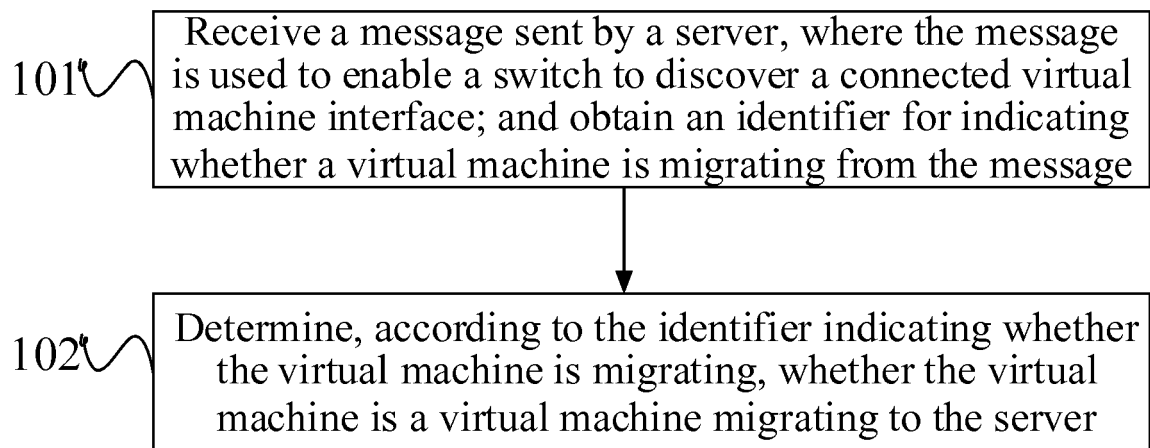 101
Receive a message sent by a server, where the message
is used to enable a switch to discover a connected virtual
machine interface; and obtain an identifier for indicating
whether a virtual machine is migrating from the message
102
Determine, according to the identifier indicating whether
the virtual machine is migrating, whether the virtual
machine is a virtual machine migrating to the server